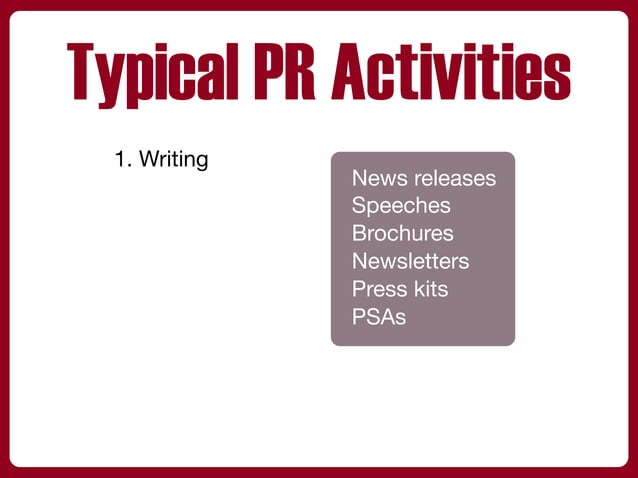 Typical PR Activities
1. Writing
News releases
Speeches
Brochures
Newsletters
Press kits
PSAs